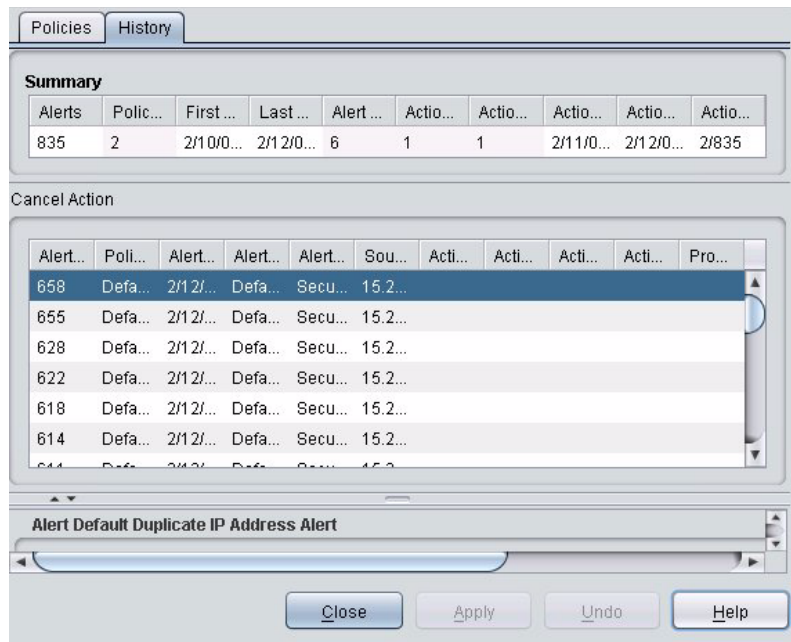 Policies History
Summary
Alerts Polic... First ... Last ... Alert ... Actio... Actio... Actio... Actio... Actio...
835 2 2/10/0... 2/12/0... 6 1 1 2/11/0... 2/12/0... 2/835
Cancel Action
Alert... Poli... Alert... Alert... Alert... Sou... Acti... Acti... Acti... Acti... Pro...
658 Defa... 2/12/... Defa... Secu... 15.2...
655 Defa... 2/12/... Defa... Secu... 15.2...
628 Defa... 2/12/... Defa... Secu... 15.2...
622 Defa... 2/12/... Defa... Secu... 15.2...
618 Defa... 2/12/... Defa... Secu... 15.2...
614 Defa... 2/12/... Defa... Secu... 15.2...
Alert Default Duplicate IP Address Alert
Close Apply Undo Help